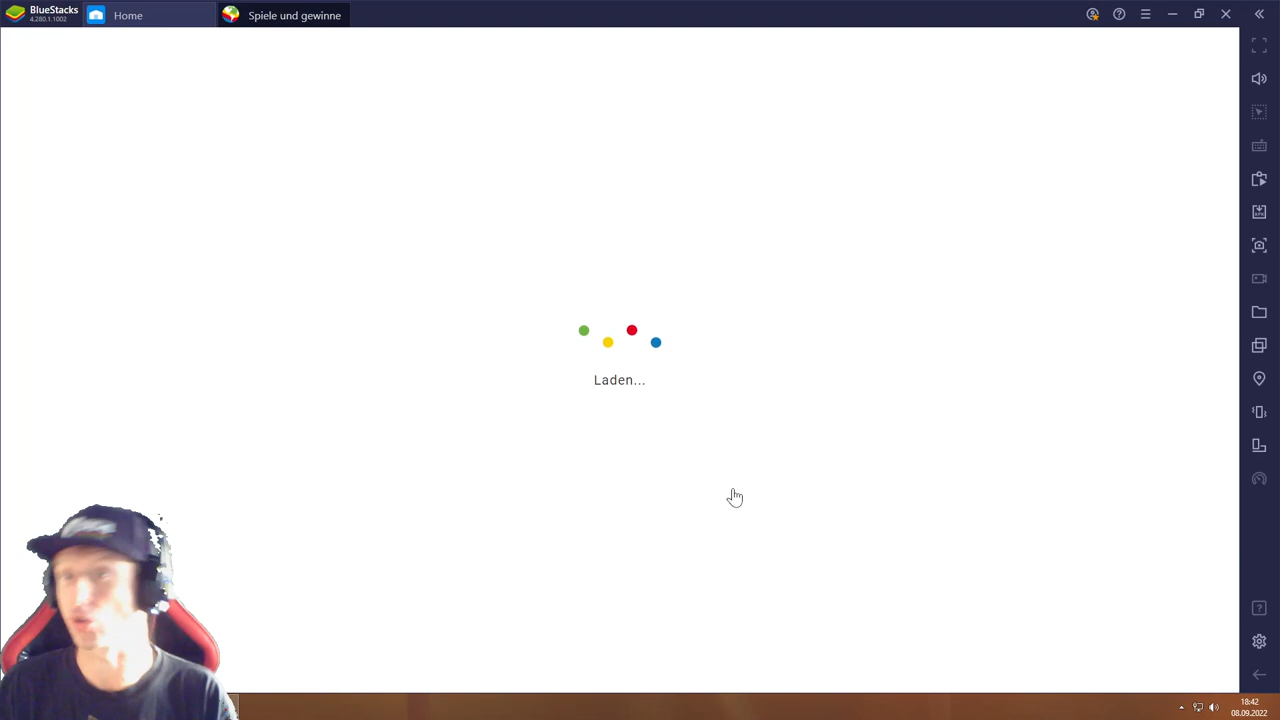 BlueStacks
4.280.1.1002
Home
Spiele und gewinne
Laden...
18:42
08.09.2022